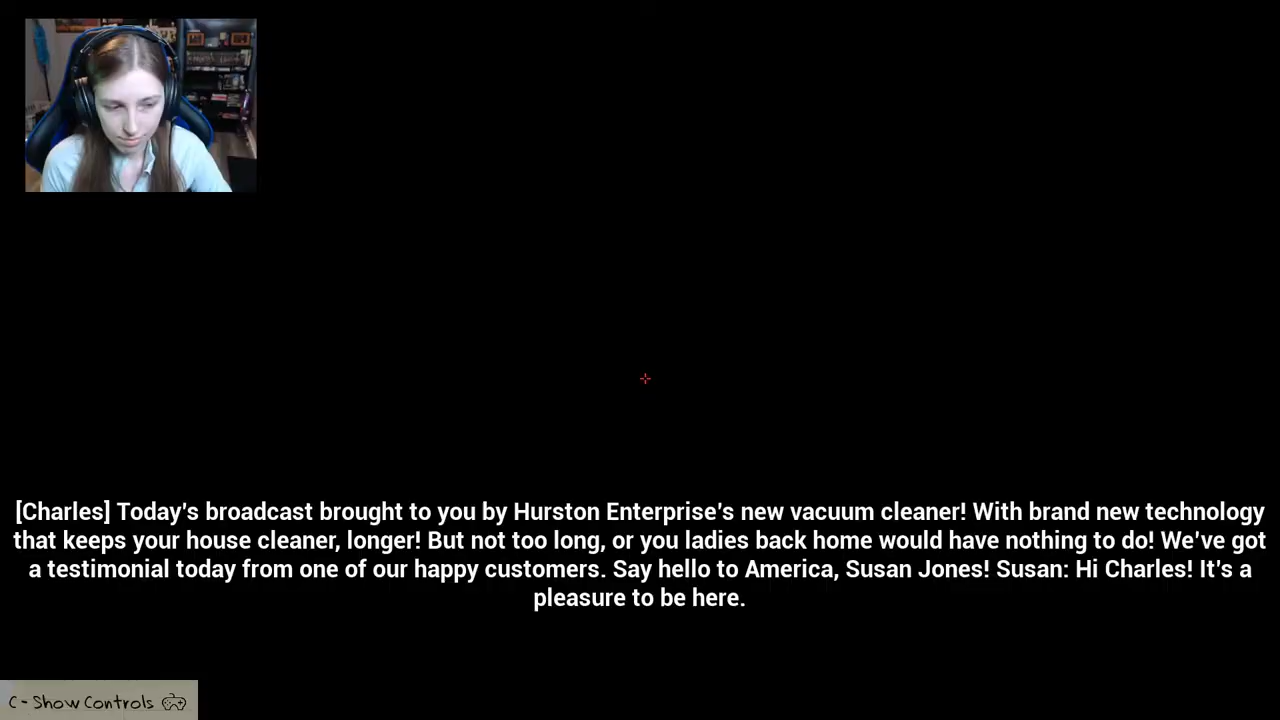 [Charles] Today's broadcast brought to you by Hurston Enterprise's new vacuum cleaner! With brand new technology
that keeps your house cleaner, longer! But not too long, or you ladies back home would have nothing to do! We've got
a testimonial today from one of our happy customers. Say hello to America, Susan Jones! Susan: Hi Charles! It's a
pleasure to be here.
C - Show Controls